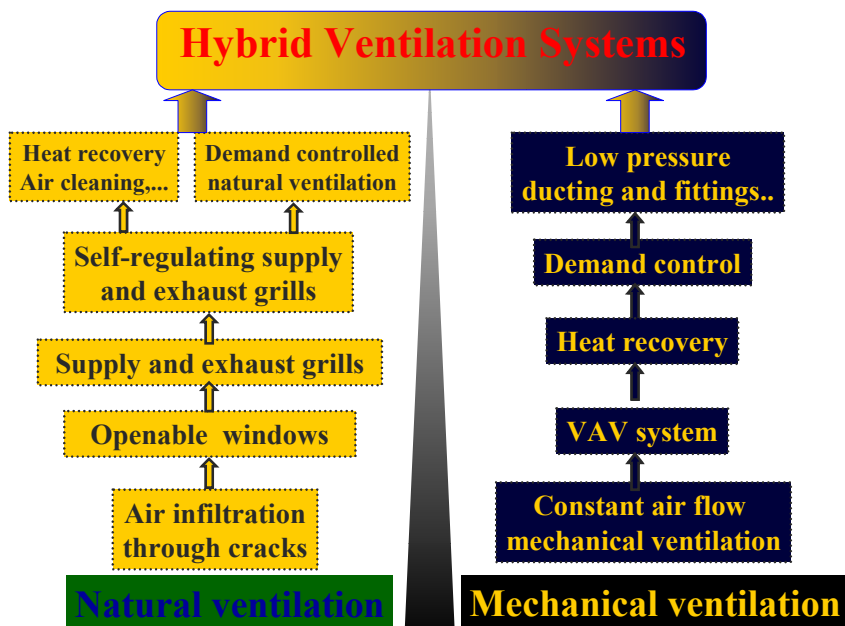 Hybrid Ventilation Systems
Heat recovery
Air cleaning,...
Demand controlled
natural ventilation
Self-regulating supply
and exhaust grills
Supply and exhaust grills
Openable windows
Air infiltration
through cracks
Natural ventilation
Low pressure
ducting and fittings..
Demand control
Heat recovery
VAV system
Constant air flow
mechanical ventilation
Mechanical ventilation